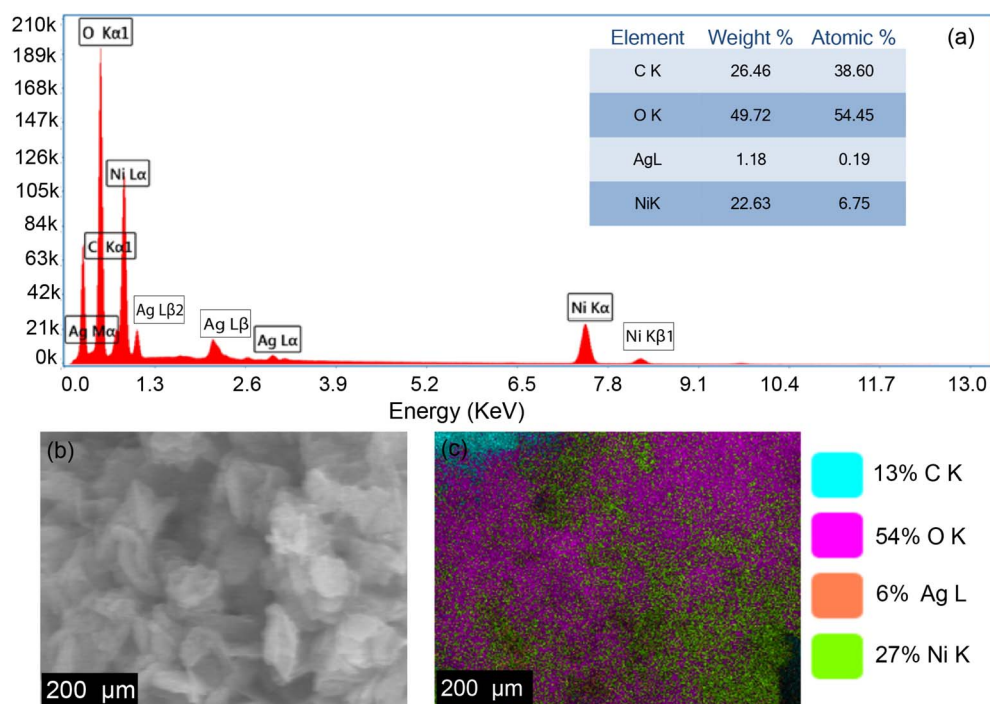 (a)
210k
189k
168k
147k
126k
105k
84k
63k
42k
21k
0k
O Kα1
Ni Lα
C Kα1
Ag Mα
Ag Lβ2
Ag Lβ
Ag Lα
Ni Kα
Ni Kβ1
Element Weight % Atomic %
C K 26.46 38.60
O K 49.72 54.45
AgL 1.18 0.19
NiK 22.63 6.75
0.0 1.3 2.6 3.9 5.2 6.5 7.8 9.1 10.4 11.7 13.0
Energy (KeV)
(b)
200 µm
(c)
200 µm
13% C K
54% O K
6% Ag L
27% Ni K